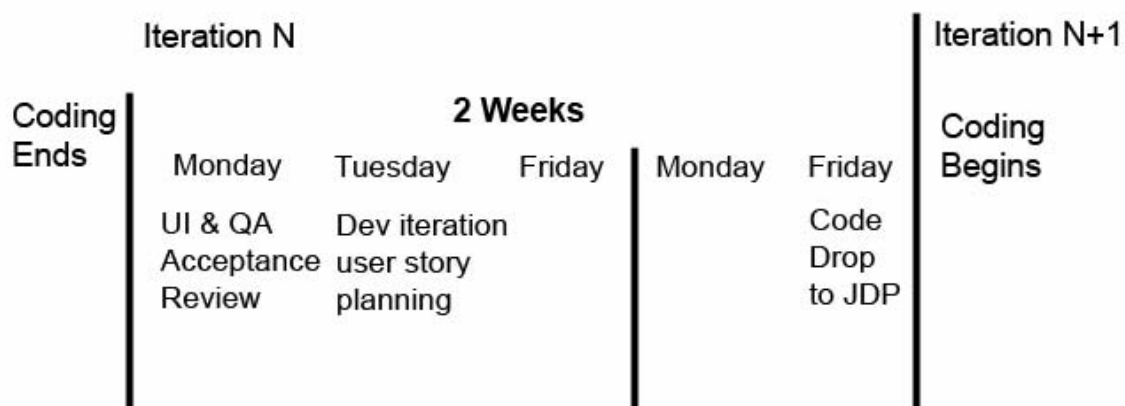 Iteration N
Iteration N+1
Coding
Ends
2 Weeks
Coding
Begins
Monday
Tuesday
Friday
Monday
Friday
UI & QA
Acceptance
Review
Dev iteration
user story
planning
Code
Drop
to JDP